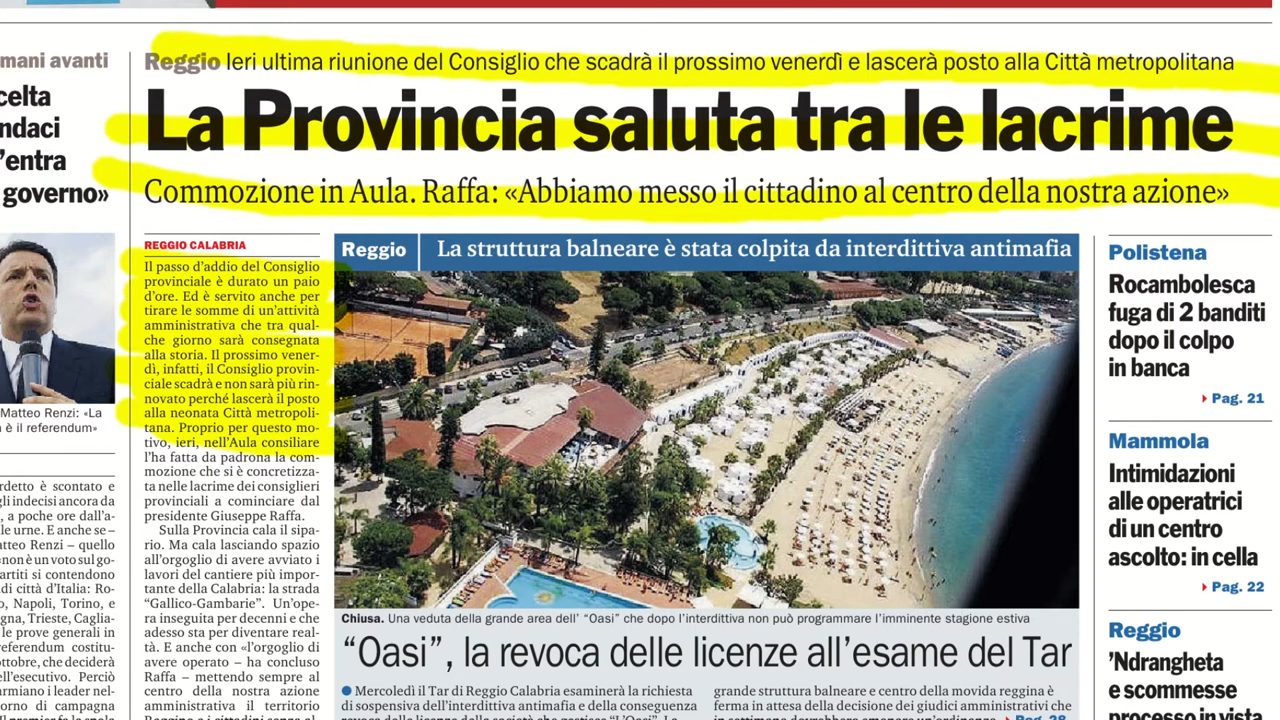 mani avanti
celta
ndaci
'entra
governo»
Matteo Renzi: «La
è il referendum»
rdetto è scontato e
gli indecisi ancora da
, a poche ore dall'a-
le urne. E anche se –
atteo Renzi – quello
«non è un voto sul go-
artiti si contendono
di città d'Italia: Ro-
o, Napoli, Torino, e
gna, Trieste, Caglia-
le prove generali in
referendum costitu-
ottobre, che deciderà
ell'esecutivo. Perciò
armiano i leader nel-
orno di campagna
Reggio Ieri ultima riunione del Consiglio che scadrà il prossimo venerdì e lascerà posto alla Città metropolitana
La Provincia saluta tra le lacrime
Commozione in Aula. Raffa: «Abbiamo messo il cittadino al centro della nostra azione»
REGGIO CALABRIA
Il passo d'addio del Consiglio
provinciale è durato un paio
d'ore. Ed è servito anche per
tirare le somme di un'attività
amministrativa che tra qual-
che giorno sarà consegnata
alla storia. Il prossimo vener-
dì, infatti, il Consiglio provin-
ciale scadrà e non sarà più rin-
novato perché lascerà il posto
alla neonata Città metropoli-
tana. Proprio per questo mo-
tivo, ieri, nell'Aula consiliare
l'ha fatta da padrona la com-
mozione che si è concretizza-
ta nelle lacrime dei consiglieri
provinciali a cominciare dal
presidente Giuseppe Raffa.
Sulla Provincia cala il sipa-
rio. Ma cala lasciando spazio
all'orgoglio di avere avviato i
lavori del cantiere più impor-
tante della Calabria: la strada
“Gallico-Gambarie”. Un'ope-
ra inseguita per decenni e che
adesso sta per diventare real-
tà. E anche con «l'orgoglio di
avere operato – ha concluso
Raffa – mettendo sempre al
centro della nostra azione
amministrativa il territorio
Reggio La struttura balneare è stata colpita da interdittiva antimafia
Chiusa. Una veduta della grande area dell' “Oasi” che dopo l'interdittiva non può programmare l'imminente stagione estiva
“Oasi”, la revoca delle licenze all'esame del Tar
● Mercoledì il Tar di Reggio Calabria esaminerà la richiesta
di sospensiva dell'interdittiva antimafia e della conseguenza
grande struttura balneare e centro della movida reggina è
ferma in attesa della decisione dei giudici amministrativi che
Polistena
Rocambolesca
fuga di 2 banditi
dopo il colpo
in banca
Pag. 21
Mammola
Intimidazioni
alle operatrici
di un centro
ascolto: in cella
Pag. 22
Reggio
'Ndrangheta
e scommesse
processo in vista